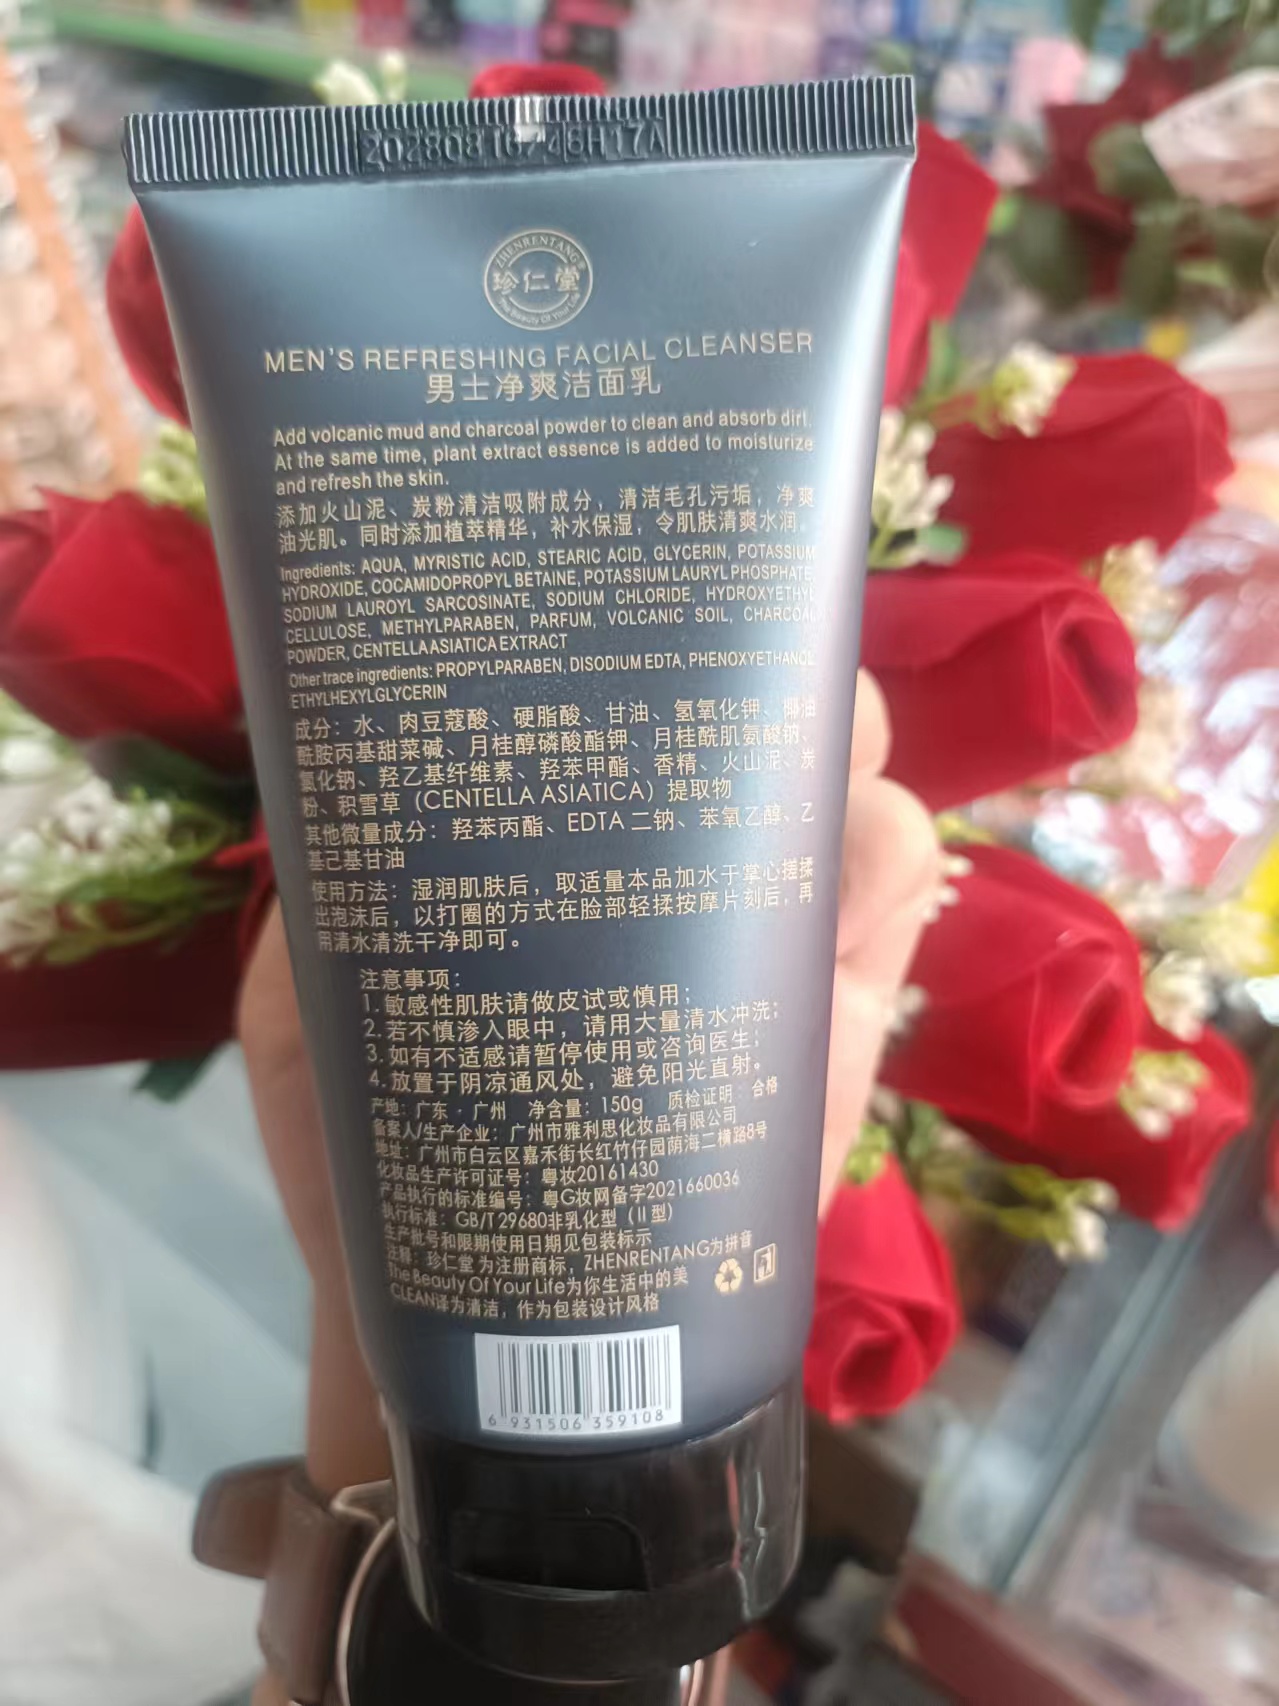 ZHENRENTANG
珍仁堂
The Beauty Of Your Life
MEN'S REFRESHING FACIAL CLEANSER
男士净爽洁面乳
Add volcanic mud and charcoal powder to clean and absorb dirt.
At the same time, plant extract essence is added to moisturize
and refresh the skin.
添加火山泥、炭粉清洁吸附成分，清洁毛孔污垢，净爽
油光肌。同时添加植萃精华，补水保湿，令肌肤清爽水润。
Ingredients: AQUA, MYRISTIC ACID, STEARIC ACID, GLYCERIN, POTASSIUM
HYDROXIDE, COCAMIDOPROPYL BETAINE, POTASSIUM LAURYL PHOSPHATE,
SODIUM LAUROYL SARCOSINATE, SODIUM CHLORIDE, HYDROXYETHYL
CELLULOSE, METHYLPARABEN, PARFUM, VOLCANIC SOIL, CHARCOAL
POWDER, CENTELLA ASIATICA EXTRACT
Other trace ingredients: PROPYLPARABEN, DISODIUM EDTA, PHENOXYETHANOL
ETHYLHEXYLGLYCERIN
成分：水、肉豆蔻酸、硬脂酸、甘油、氢氧化钾、椰油
酰胺丙基甜菜碱、月桂醇磷酸酯钾、月桂酰肌氨酸钠、
氯化钠、羟乙基纤维素、羟苯甲酯、香精、火山泥、炭
粉、积雪草（CENTELLA ASIATICA）提取物
其他微量成分：羟苯丙酯、EDTA 二钠、苯氧乙醇、乙
基己基甘油
使用方法：湿润肌肤后，取适量本品加水于掌心搓揉
出泡沫后，以打圈的方式在脸部轻揉按摩片刻后，再
用清水清洗干净即可。
注意事项：
1. 敏感性肌肤请做皮试或慎用；
2. 若不慎渗入眼中，请用大量清水冲洗；
3. 如有不适感请暂停使用或咨询医生；
4. 放置于阴凉通风处，避免阳光直射。
产地：广东·广州 净含量：150g 质检证明：合格
备案人/生产企业：广州市雅利思化妆品有限公司
地址：广州市白云区嘉禾街长红竹仔园荫海二横路8号
化妆品生产许可证号：粤妆20161430
产品执行的标准编号：粤G妆网备字2021660036
执行标准：GB/T 29680非乳化型（II型）
生产批号和限期使用日期见包装标示
注释：珍仁堂 为注册商标，ZHENRENTANG为拼音
The Beauty Of Your Life为你生活中的美
CLEAN译为清洁，作为包装设计风格
6 931506 359108